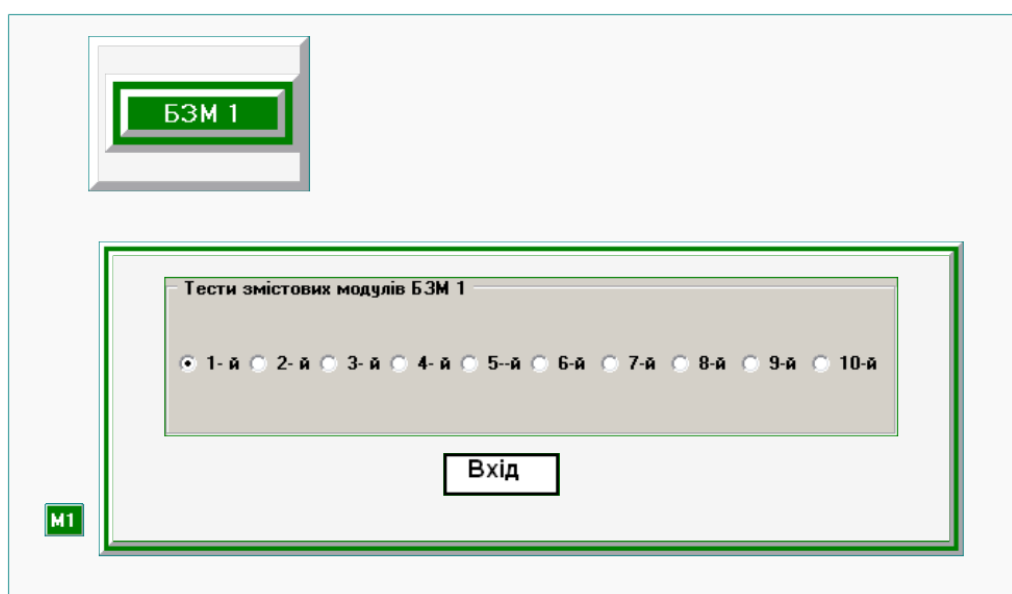 БЗМ 1
Тести змістових модулів БЗМ 1
1- й 2- й 3- й 4- й 5--й 6-й 7-й 8-й 9-й 10-й
Вхід
М1